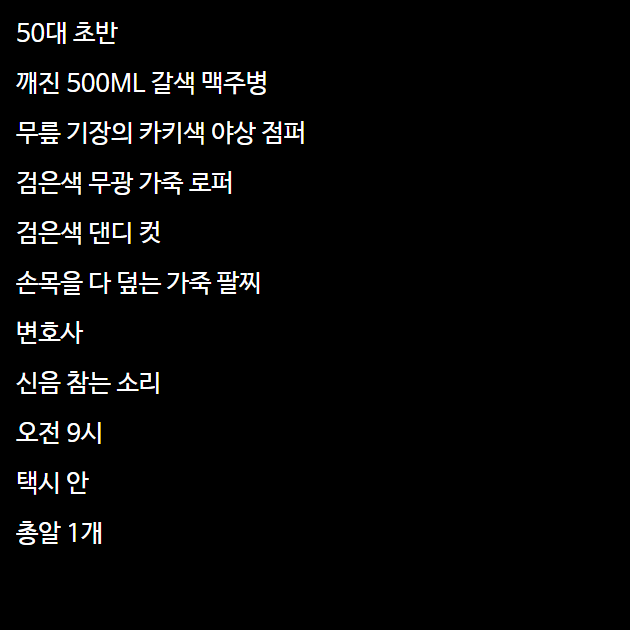 50대 초반
깨진 500ML 갈색 맥주병
무릎 기장의 카키색 야상 점퍼
검은색 무광 가죽 로퍼
검은색 댄디 컷
손목을 다 덮는 가죽 팔찌
변호사
신음 참는 소리
오전 9시
택시 안
총알 1개